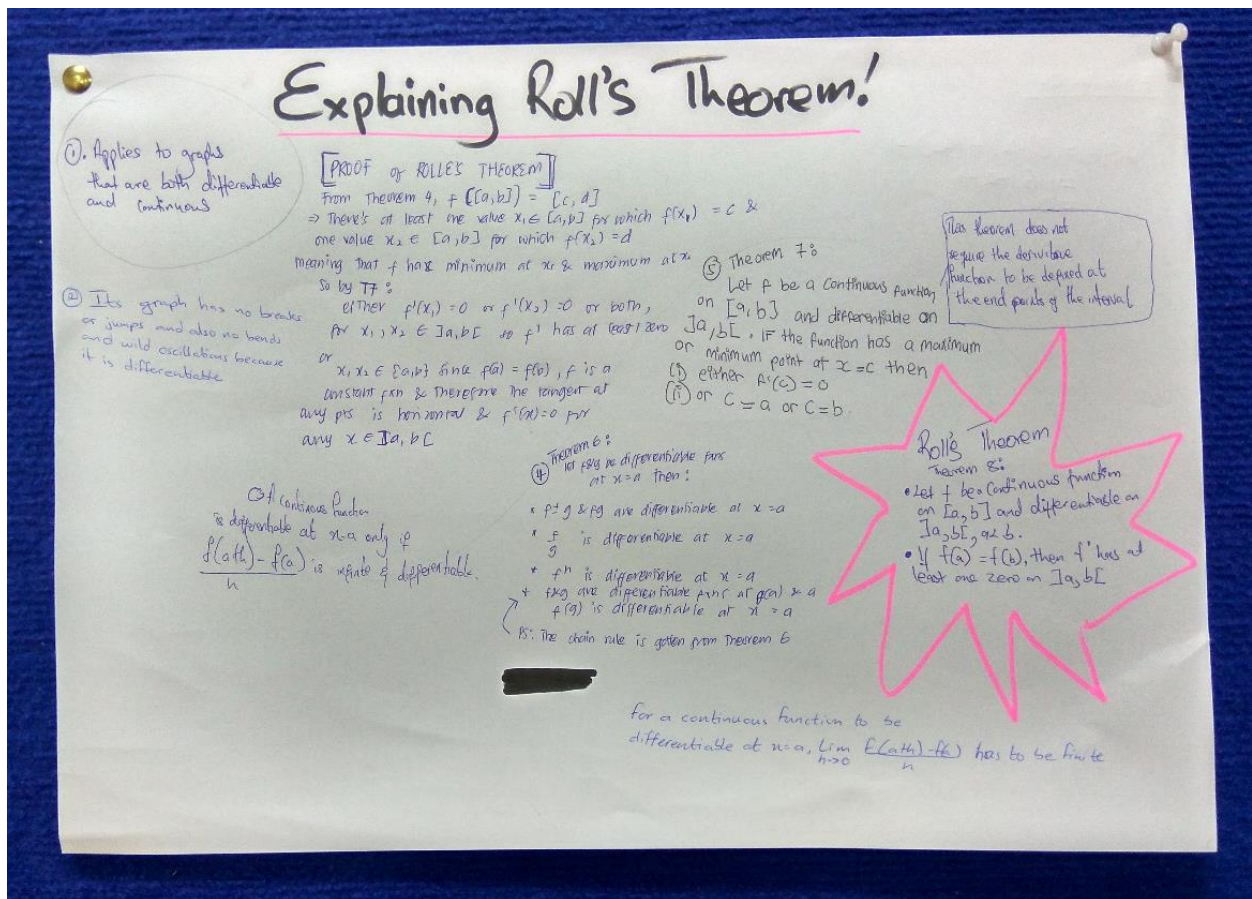 Explaining Roll's Theorem!
①. Applies to graphs
that are both differentiable
and continuous
② Its graph has no breaks
or jumps and also no bends
and wild oscillations because
it is differentiable
[PROOF of ROLLE'S THEOREM]
From Theorem 4, f([a,b]) = [c,d]
⇒ There's at least one value x₁ ∈ [a,b] for which f(x₁) = c &
one value x₂ ∈ [a,b] for which f(x₂) = d
meaning that f has minimum at x₁ & maximum at x₂
so by T7:
either f'(x₁) = 0 or f'(x₂) = 0 or both,
for x₁, x₂ ∈ ]a,b[ so f' has at least 1 zero
or
x₁ x₂ ∈ {a,b} since f(a) = f(b), f is a
constant fxn & therefore the tangent at
any pts is horizontal & f'(x)=0 for
any x ∈ ]a,b[
③ A continuous function
is differentiable at x=a only if
f(a+h) - f(a)
h
is & differentiable.
④ Theorem 6:
let f&g be differentiable fxns
at x=a then:
* f±g & fg are differentiable at x=a
* f
g
is differentiable at x=a
* fⁿ is differentiable at x=a
* f&g are differentiable fxns at g(a) & a
f(g) is differentiable at x = a
PS: The chain rule is gotten from Theorem 6
⑤ Theorem 7:
Let f be a continuous function
on [a,b] and differentiable on
]a,b[. IF the function has a maximum
or minimum point at x=c then
(i) either f'(c)=0
(ii) or C=a or C=b.
This theorem does not
require the derivative
function to be defined at
the end points of the interval
Roll's Theorem
Theorem 8:
• Let f be a continuous function
on [a,b] and differentiable on
]a,b[, a<b.
• If f(a) = f(b), then f' has at
least one zero on ]a,b[
for a continuous function to be
differentiable at x=a, Lim f(a+h)-f(a) has to be finite
h→0 h